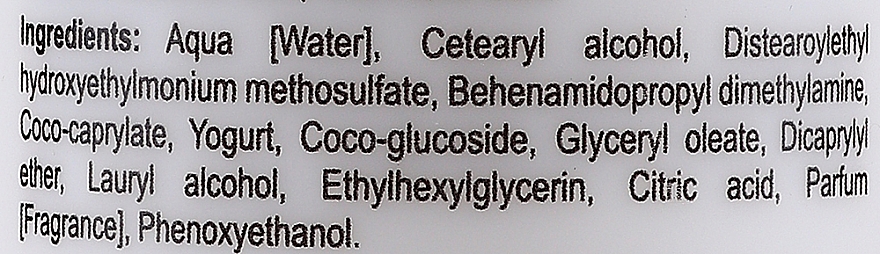 Ingredients: Aqua [Water], Cetearyl alcohol, Distearoylethyl
hydroxyethylmonium methosulfate, Behenamidopropyl dimethylamine,
Coco-caprylate, Yogurt, Coco-glucoside, Glyceryl oleate, Dicaprylyl
ether, Lauryl alcohol, Ethylhexylglycerin, Citric acid, Parfum
[Fragrance], Phenoxyethanol.